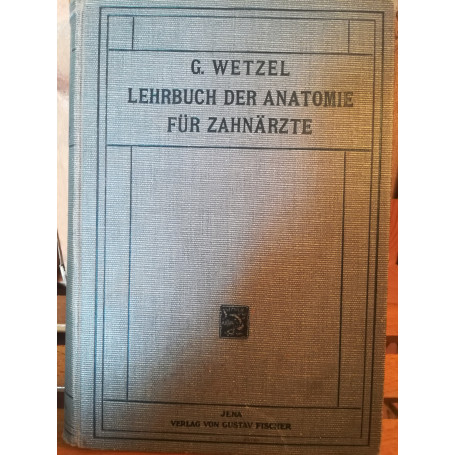 G. WETZEL
LEHRBUCH DER ANATOMIE
FÜR ZAHNÄRZTE
JENA
VERLAG VON GUSTAV FISCHER